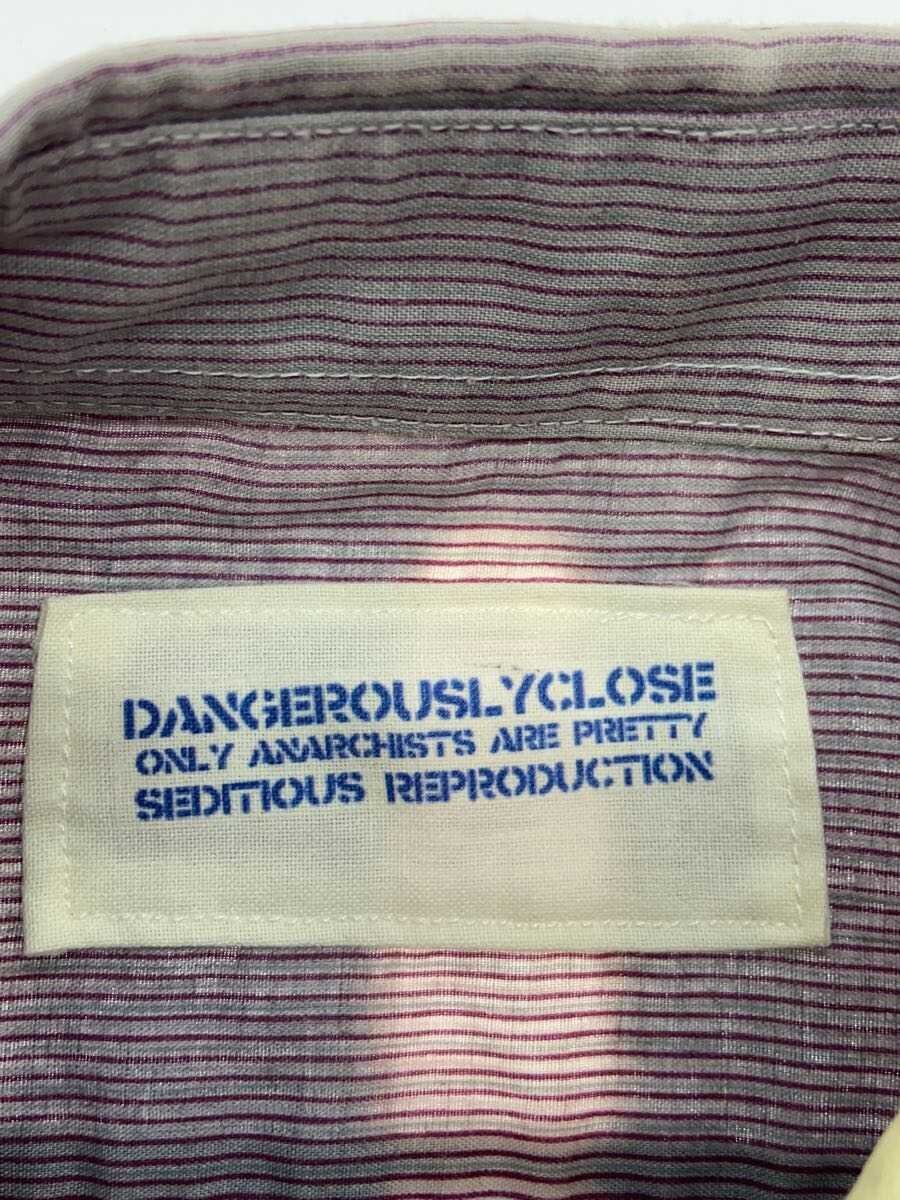 DANGEROUSLYCLOSE
ONLY ANARCHISTS ARE PRETTY
SEDITIOUS REPRODUCTION